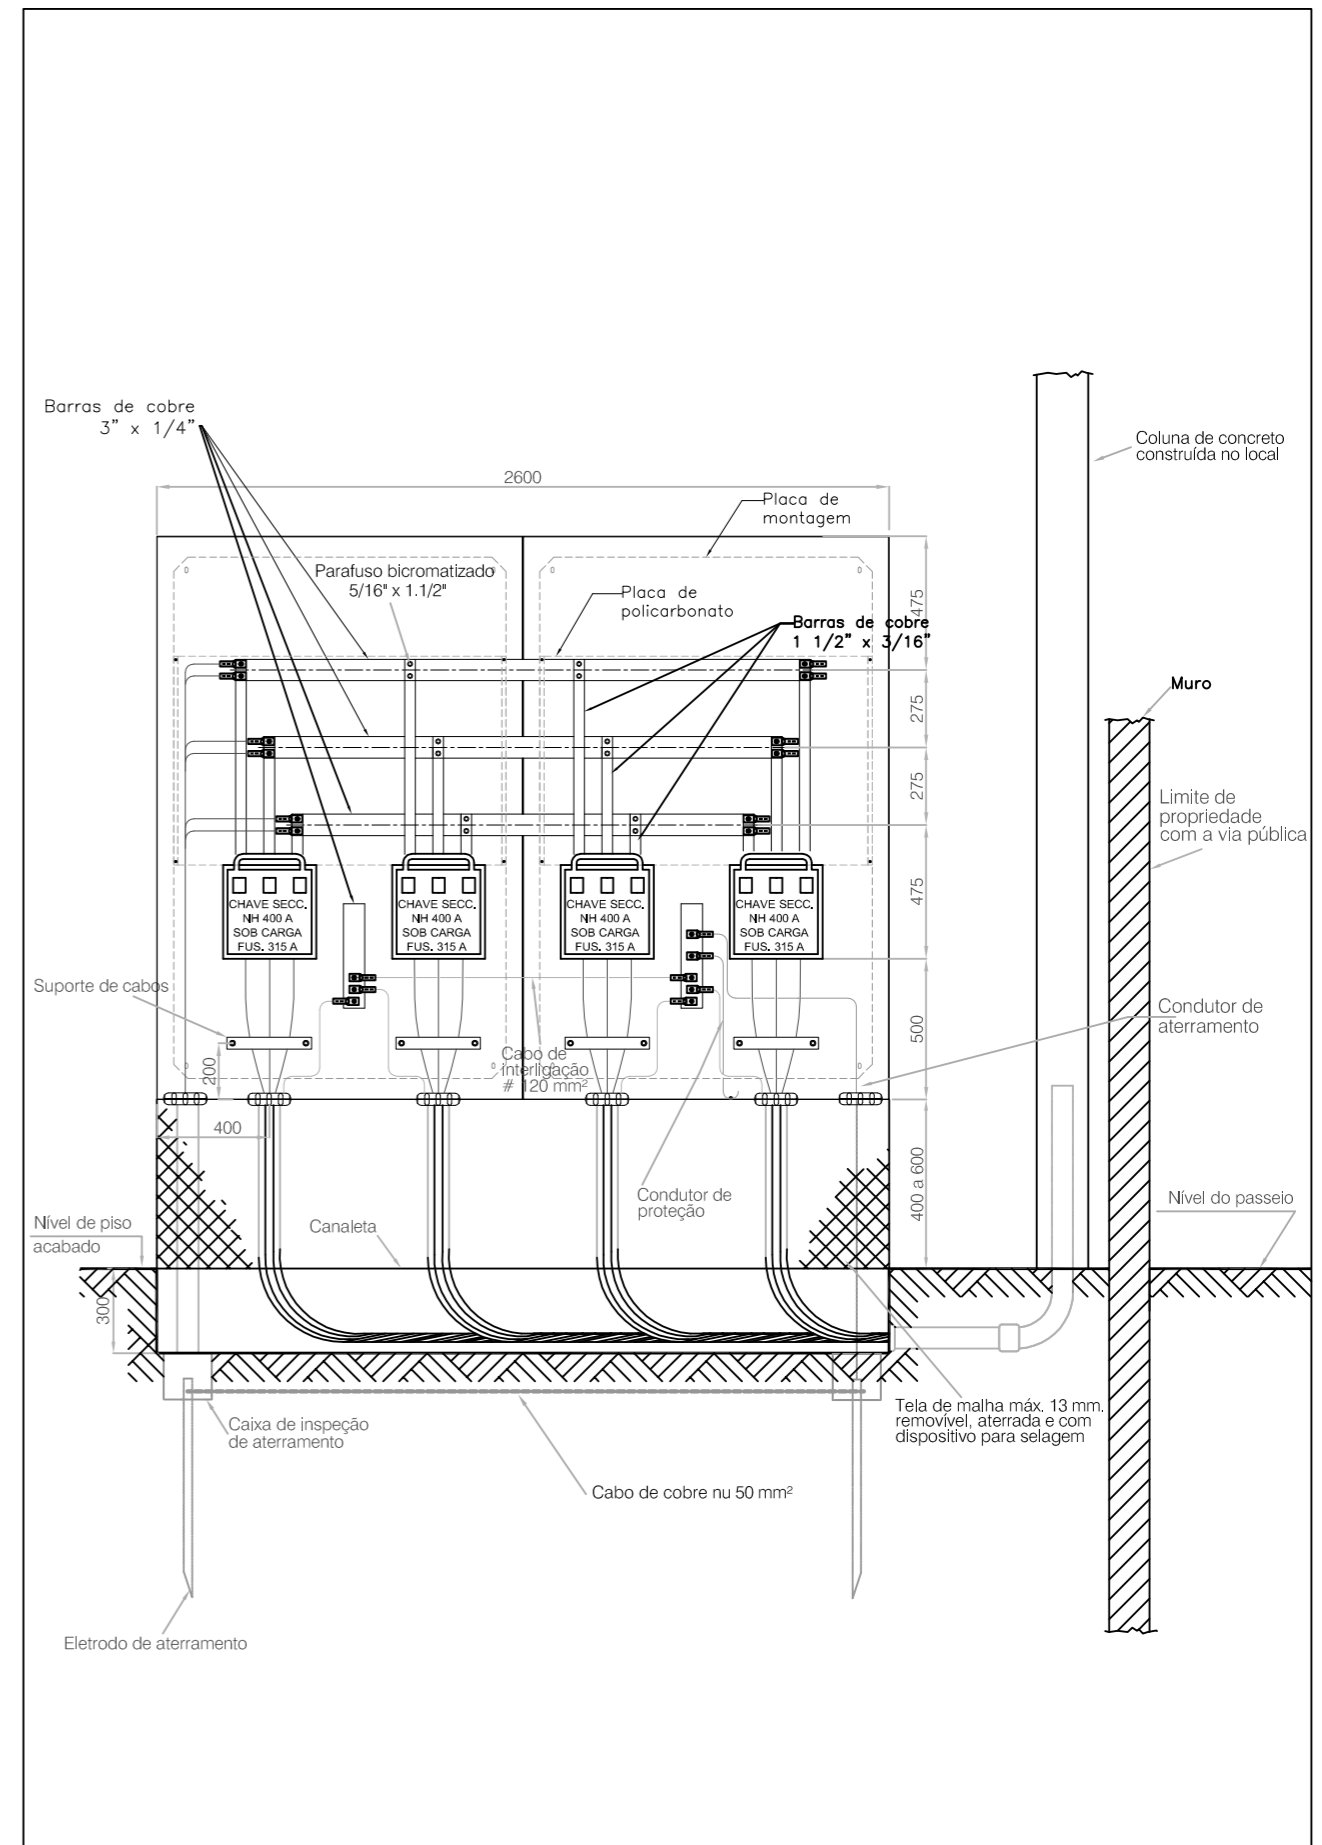 Barras de cobre
3” x 1/4”
Coluna de concreto
construída no local
2600
Placa de
montagem
Parafuso bicromatizado
5/16" x 1.1/2"
Placa de
policarbonato
475
Barras de cobre
1 1/2” x 3/16”
Muro
275
275
Limite de
propriedade
com a via pública
475
CHAVE SECC.
NH 400 A
SOB CARGA
FUS. 315 A
CHAVE SECC.
NH 400 A
SOB CARGA
FUS. 315 A
CHAVE SECC.
NH 400 A
SOB CARGA
FUS. 315 A
CHAVE SECC.
NH 400 A
SOB CARGA
FUS. 315 A
Suporte de cabos
Condutor de
aterramento
500
200
Cabo de
interligação
# 120 mm²
400
400 a 600
Condutor de
proteção
Nível do passeio
Nível de piso
acabado
Canaleta
300
Tela de malha máx. 13 mm.
removível, aterrada e com
dispositivo para selagem
Caixa de inspeção
de aterramento
Cabo de cobre nu 50 mm²
Eletrodo de aterramento